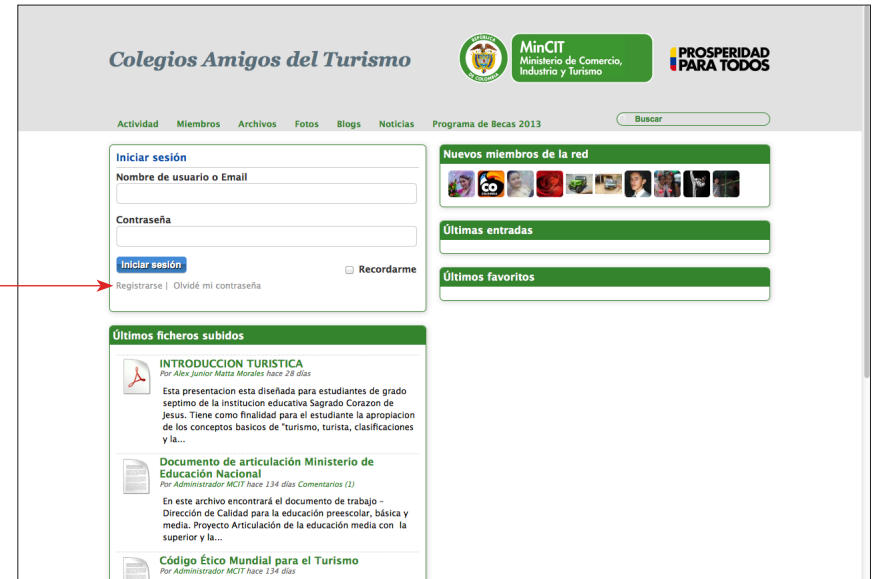 Colegios Amigos del Turismo
REPÚBLICA
DE COLOMBIA
MinCIT
Ministerio de Comercio,
Industria y Turismo
PROSPERIDAD
PARA TODOS
Actividad Miembros Archivos Fotos Blogs Noticias Programa de Becas 2013
Buscar
Iniciar sesión
Nombre de usuario o Email
Contraseña
Iniciar sesión
Recordarme
Registrarse | Olvidé mi contraseña
Nuevos miembros de la red
co
Últimas entradas
Últimos favoritos
Últimos ficheros subidos
INTRODUCCION TURISTICA
Por Alex Junior Matta Morales hace 28 días
Esta presentacion esta diseñada para estudiantes de grado
septimo de la institucion educativa Sagrado Corazon de
Jesus. Tiene como finalidad para el estudiante la apropiacion
de los conceptos basicos de "turismo, turista, clasificaciones
y la...
Documento de articulación Ministerio de
Educación Nacional
Por Administrador MCIT hace 134 días Comentarios (1)
En este archivo encontrará el documento de trabajo –
Dirección de Calidad para la educación preescolar, básica y
media. Proyecto Articulación de la educación media con la
superior y la...
Código Ético Mundial para el Turismo
Por Administrador MCIT hace 134 días